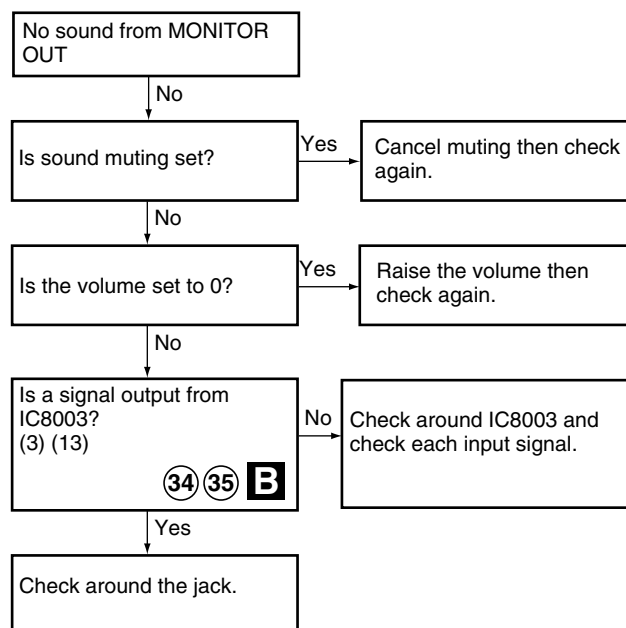 No sound from MONITOR
OUT
No
Is sound muting set?
Yes
Cancel muting then check
again.
No
Is the volume set to 0?
Yes
Raise the volume then
check again.
No
Is a signal output from
IC8003?
(3) (13)
34 35 B
No
Check around IC8003 and
check each input signal.
Yes
Check around the jack.